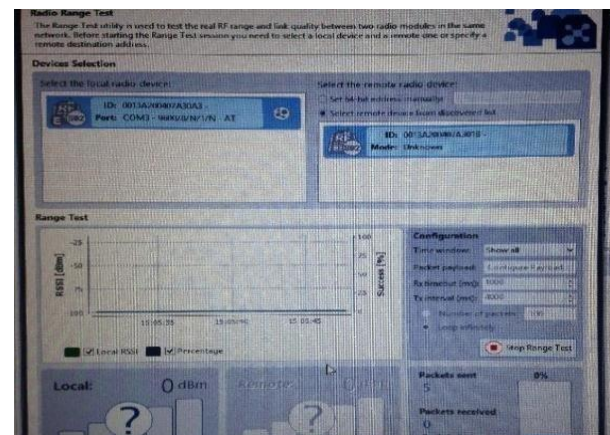 Radio Range Test
The Range Test utility is used to test the real RF range and link quality between two radio modules in the same
network. Before starting the Range Test session you need to select a local device and a remote one or specify a
remote destination address.
Devices Selection
Select the local radio device:
Select the remote radio device:
Set 64-bit address manually:
Select remote device from discovered list
ID: 0013A200407A30A3 -
Port: COM3 - 9600/8/N/1/N - AT
ID:
Mode: Unknown
Range Test
RSSI [dBm]
-25
-50
100
75
50
25
0
Success [%]
15:05:45
Local RSSI
Percentage
Configuration
Time window: Show all
Packet payload: Configure Payload
Rx timeout (ms):
Tx interval (ms):
Number of packets: 100
Loop infinitely
Stop Range Test
Local: 0 dBm
Remote:
?
?
Packets sent
5
0%
Packets received
0